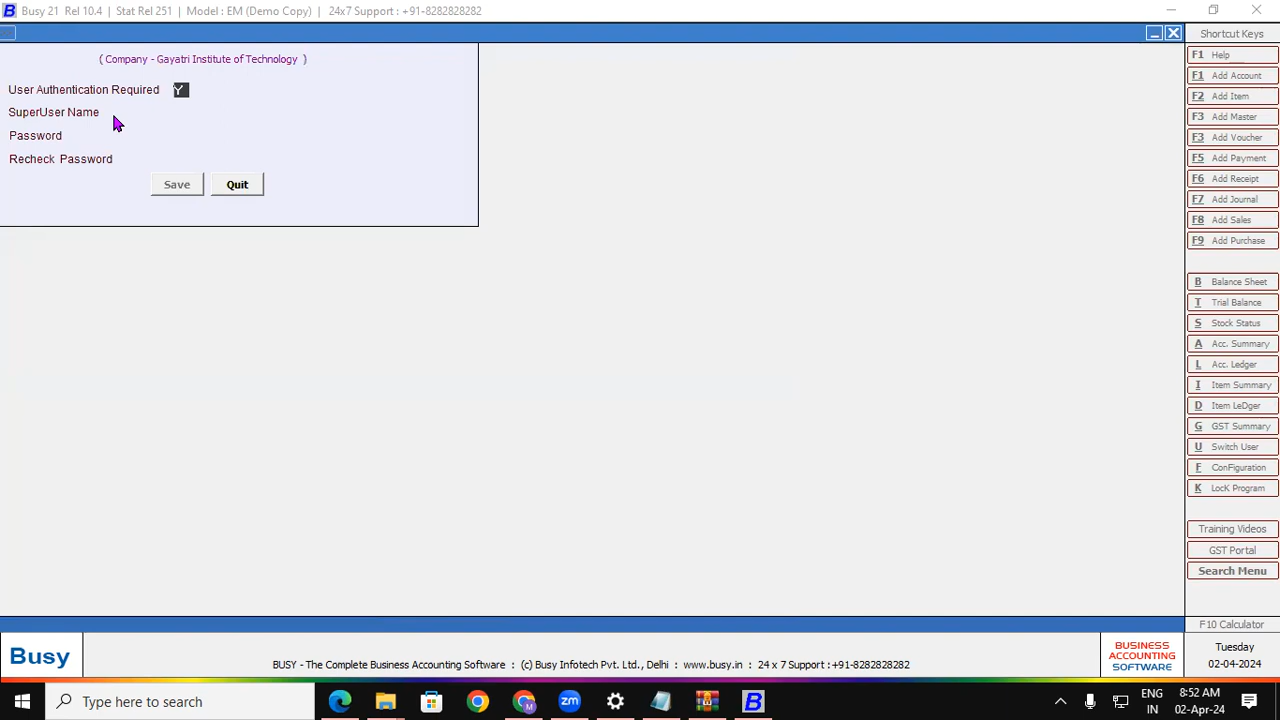 Busy 21 Rel 10.4 | Stat Rel 251 | Model : EM (Demo Copy) | 24x7 Support : +91-8282828282
( Company - Gayatri Institute of Technology )
User Authentication Required Y
SuperUser Name
Password
Recheck Password
Save Quit
Shortcut Keys
F1 Help
F1 Add Account
F2 Add Item
F3 Add Master
F3 Add Voucher
F5 Add Payment
F6 Add Receipt
F7 Add Journal
F8 Add Sales
F9 Add Purchase
B Balance Sheet
T Trial Balance
S Stock Status
A Acc. Summary
L Acc. Ledger
I Item Summary
D Item LeDger
G GST Summary
U Switch User
F ConFiguration
K LocK Program
Training Videos
GST Portal
Search Menu
F10 Calculator
Busy
BUSY - The Complete Business Accounting Software : (c) Busy Infotech Pvt. Ltd., Delhi : www.busy.in : 24 x 7 Support : +91-8282828282
BUSINESS
ACCOUNTING
SOFTWARE
Tuesday
02-04-2024
Type here to search
zm
ENG
IN
8:52 AM
02-Apr-24